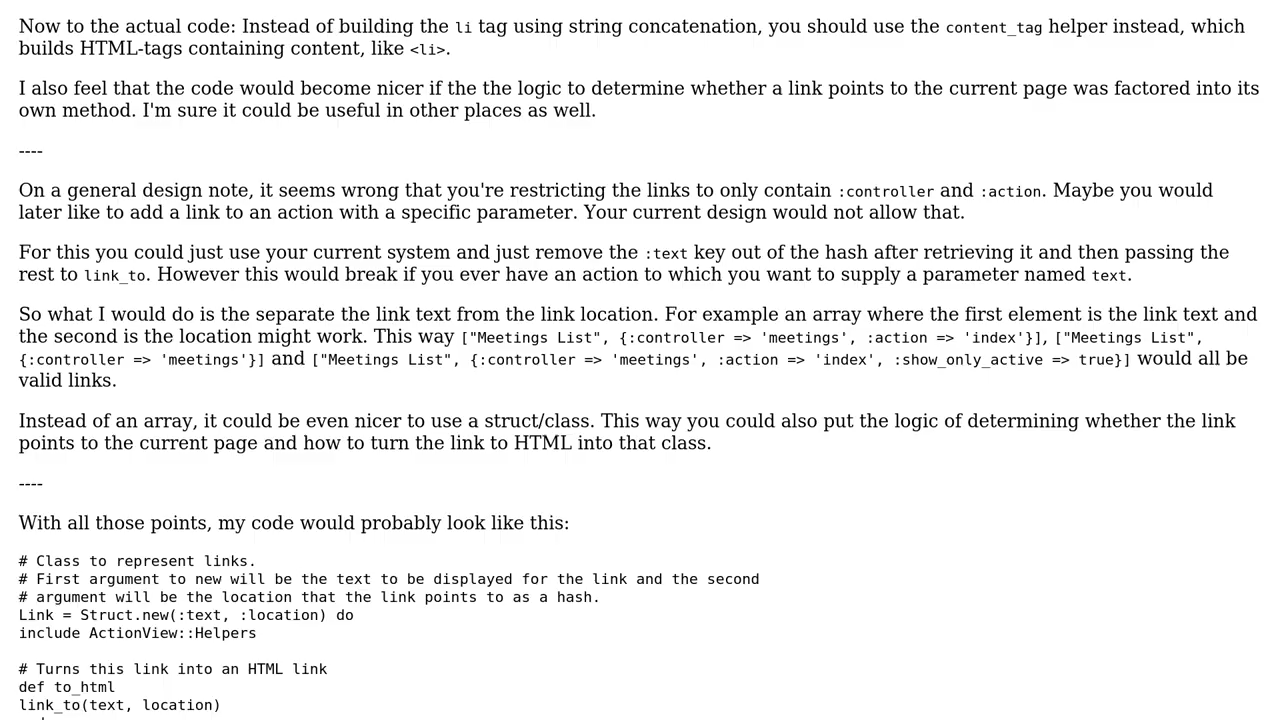 Now to the actual code: Instead of building the li tag using string concatenation, you should use the content_tag helper instead, which
builds HTML-tags containing content, like <li>.
I also feel that the code would become nicer if the the logic to determine whether a link points to the current page was factored into its
own method. I'm sure it could be useful in other places as well.
----
On a general design note, it seems wrong that you're restricting the links to only contain :controller and :action. Maybe you would
later like to add a link to an action with a specific parameter. Your current design would not allow that.
For this you could just use your current system and just remove the :text key out of the hash after retrieving it and then passing the
rest to link_to. However this would break if you ever have an action to which you want to supply a parameter named text.
So what I would do is the separate the link text from the link location. For example an array where the first element is the link text and
the second is the location might work. This way ["Meetings List", {:controller => 'meetings', :action => 'index'}], ["Meetings List",
{:controller => 'meetings'}] and ["Meetings List", {:controller => 'meetings', :action => 'index', :show_only_active => true}] would all be
valid links.
Instead of an array, it could be even nicer to use a struct/class. This way you could also put the logic of determining whether the link
points to the current page and how to turn the link to HTML into that class.
----
With all those points, my code would probably look like this:
# Class to represent links.
# First argument to new will be the text to be displayed for the link and the second
# argument will be the location that the link points to as a hash.
Link = Struct.new(:text, :location) do
include ActionView::Helpers
# Turns this link into an HTML link
def to_html
link_to(text, location)